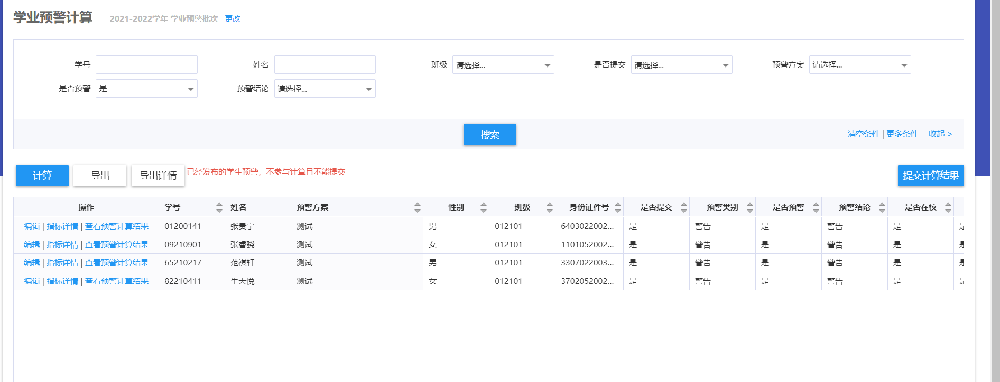 学业预警计算 2021-2022学年 学业预警批次 更改
学号 姓名 班级 请选择... 是否提交 请选择... 预警方案 请选择...
是否预警 是 预警结论 请选择...
搜索 清空条件 | 更多条件 收起 >
计算 导出 导出详情 已经发布的学生预警，不参与计算且不能提交 提交计算结果
操作 学号 姓名 预警方案 性别 班级 身份证件号 是否提交 预警类别 是否预警 预警结论 是否在校
编辑 | 指标详情 | 查看预警计算结果 01200141 张贵宁 测试 男 012101 6403022002... 是 警告 是 警告 是 是
编辑 | 指标详情 | 查看预警计算结果 09210901 张睿骁 测试 女 012101 1101052002... 是 警告 是 警告 是 是
编辑 | 指标详情 | 查看预警计算结果 65210217 范祺轩 测试 男 012101 3307022003... 是 警告 是 警告 是 是
编辑 | 指标详情 | 查看预警计算结果 82210411 牛天悦 测试 女 012101 3702052002... 是 警告 是 警告 是 是